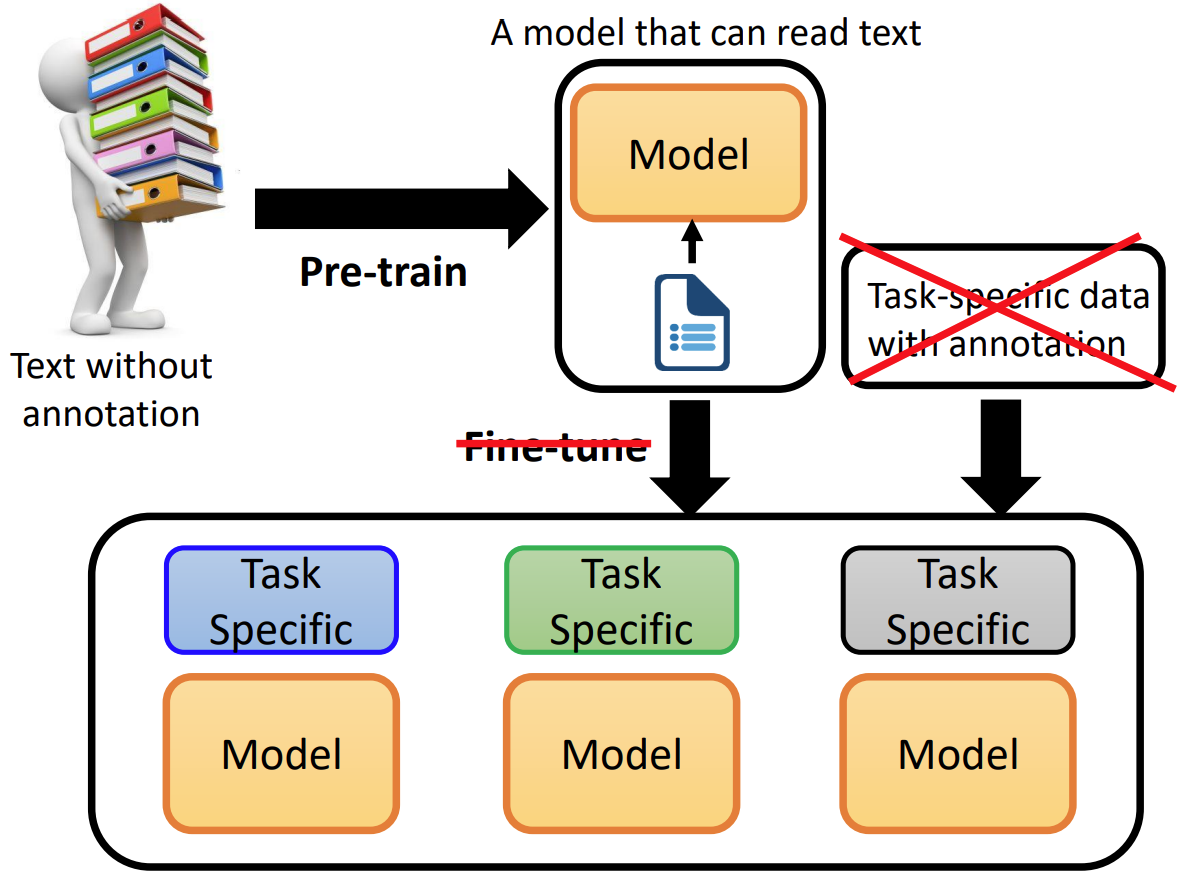 A model that can read text
Model
Pre-train
Text without
annotation
Task-specific data
with annotation
Fine-tune
Task
Specific
Task
Specific
Task
Specific
Model
Model
Model